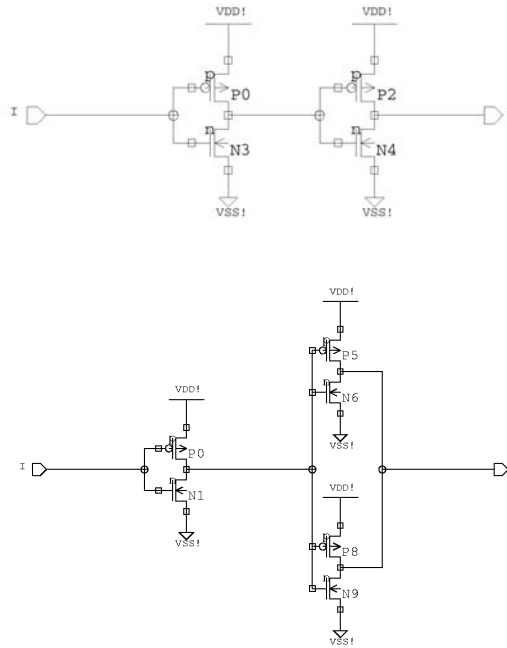 VDD! VDD!
p p
P0 P2
I
n n
N3 N4
VSS! VSS!
VDD!
p
P5
n
N6
VDD!
VSS!
p
P0
I
n
N1
VDD!
VSS!
p
P8
n
N9
VSS!